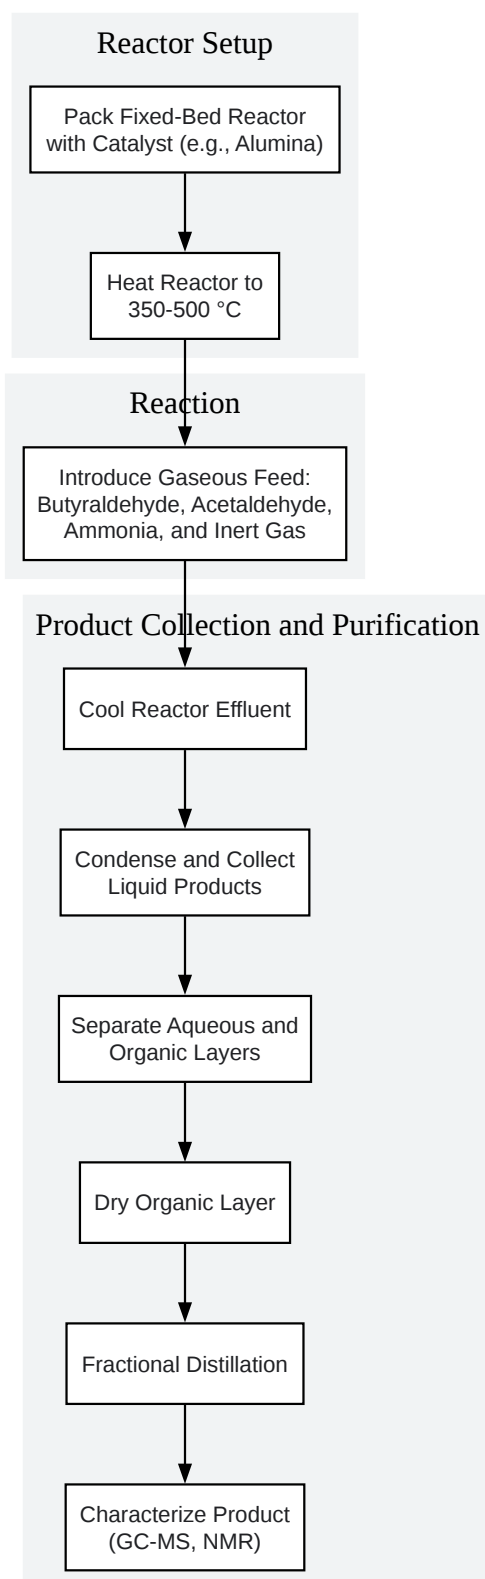 Reactor Setup
Pack Fixed-Bed Reactor
with Catalyst (e.g., Alumina)
Heat Reactor to
350-500 °C
Reaction
Introduce Gaseous Feed:
Butyraldehyde, Acetaldehyde,
Ammonia, and Inert Gas
Product Collection and Purification
Cool Reactor Effluent
Condense and Collect
Liquid Products
Separate Aqueous and
Organic Layers
Dry Organic Layer
Fractional Distillation
Characterize Product
(GC-MS, NMR)